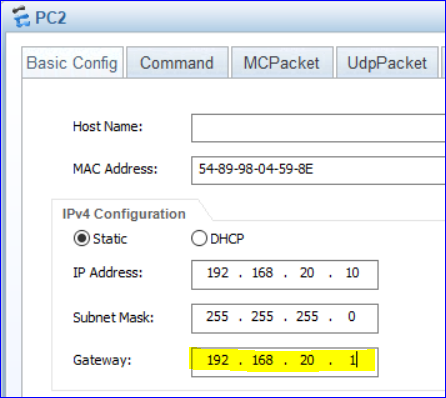 PC2
Basic Config Command MCPacket UdpPacket
Host Name:
MAC Address: 54-89-98-04-59-8E
IPv4 Configuration
Static DHCP
IP Address: 192 . 168 . 20 . 10
Subnet Mask: 255 . 255 . 255 . 0
Gateway: 192 . 168 . 20 . 1